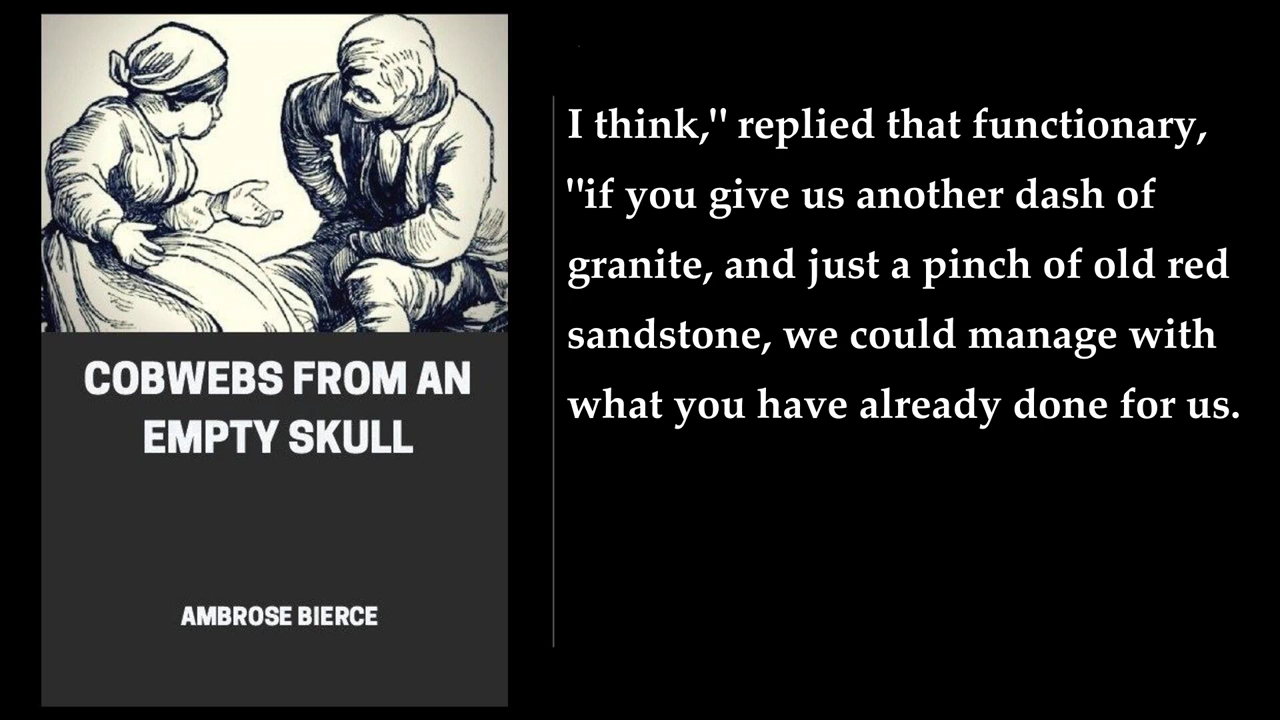 COBWEBS FROM AN
EMPTY SKULL
AMBROSE BIERCE
I think," replied that functionary,
"if you give us another dash of
granite, and just a pinch of old red
sandstone, we could manage with
what you have already done for us.